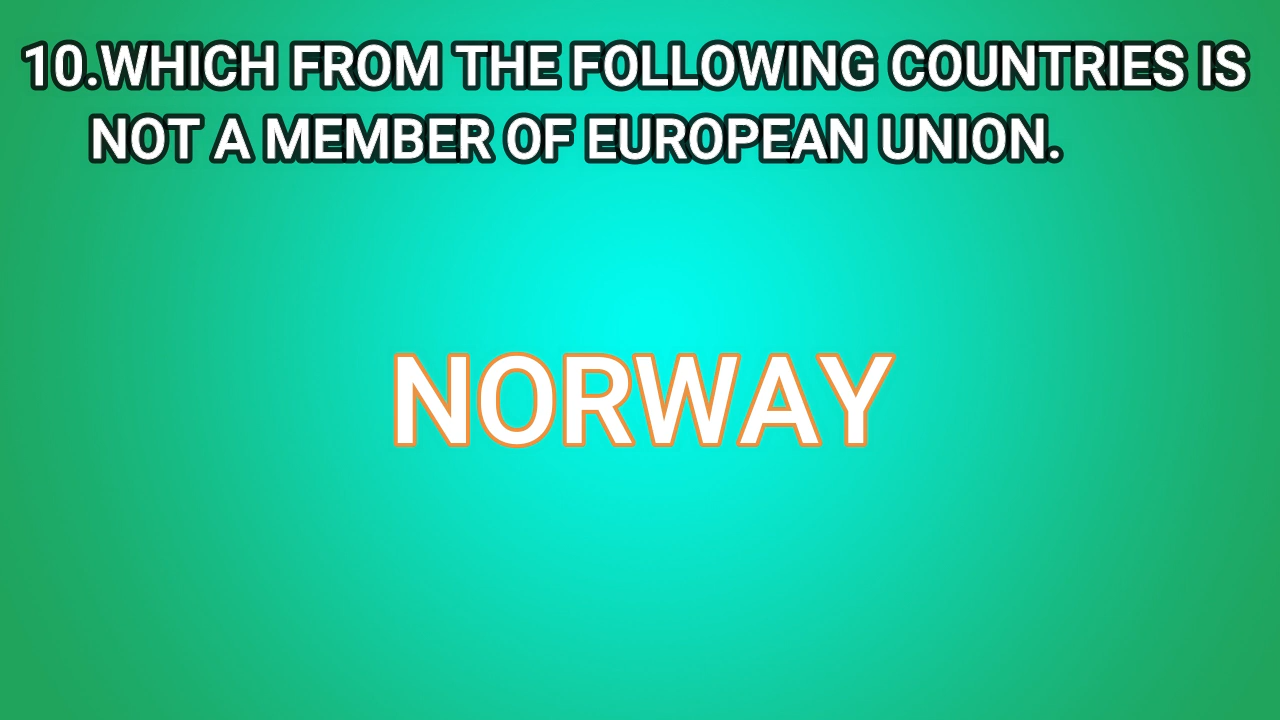 10.WHICH FROM THE FOLLOWING COUNTRIES IS
NOT A MEMBER OF EUROPEAN UNION.
NORWAY